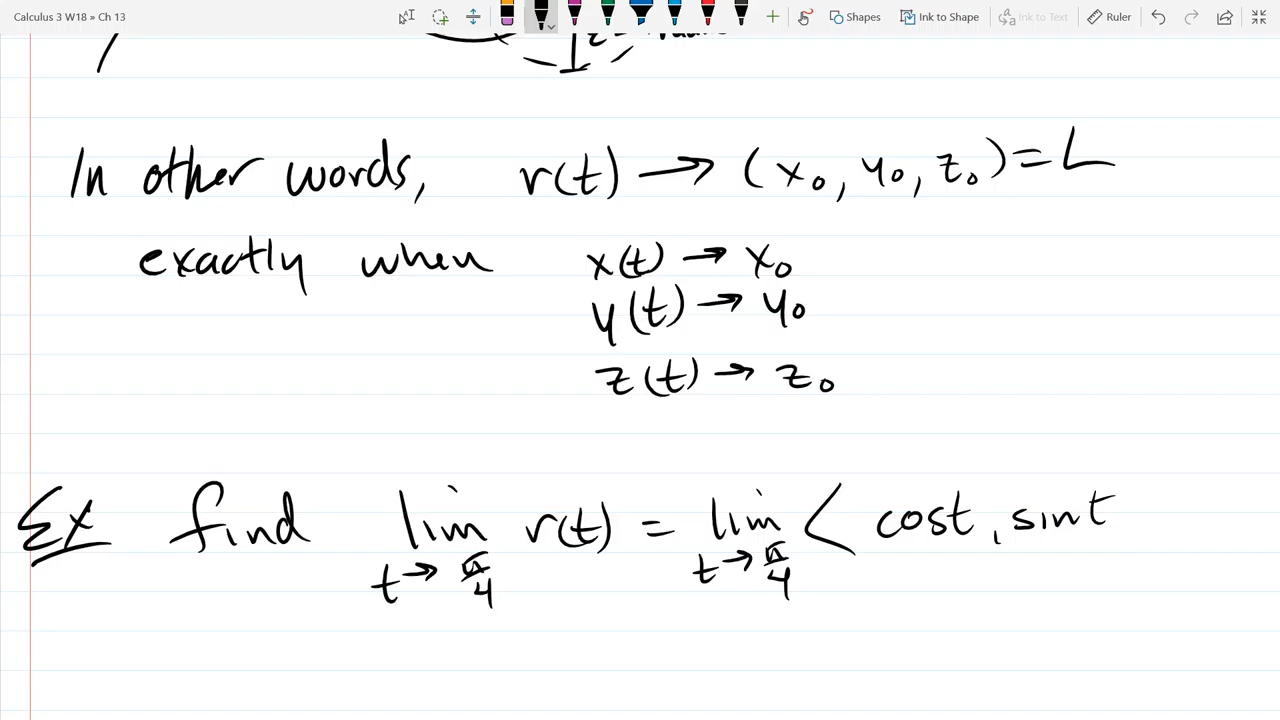 Calculus 3 W18 » Ch 13
Shapes
Ink to Shape
Ink to Text
Ruler
In other words, r(t) → (x₀, y₀, z₀) = L
exactly when x(t) → x₀
y(t) → y₀
z(t) → z₀
Ex find lim r(t) = lim < cost, sint
t → π/4 t → π/4